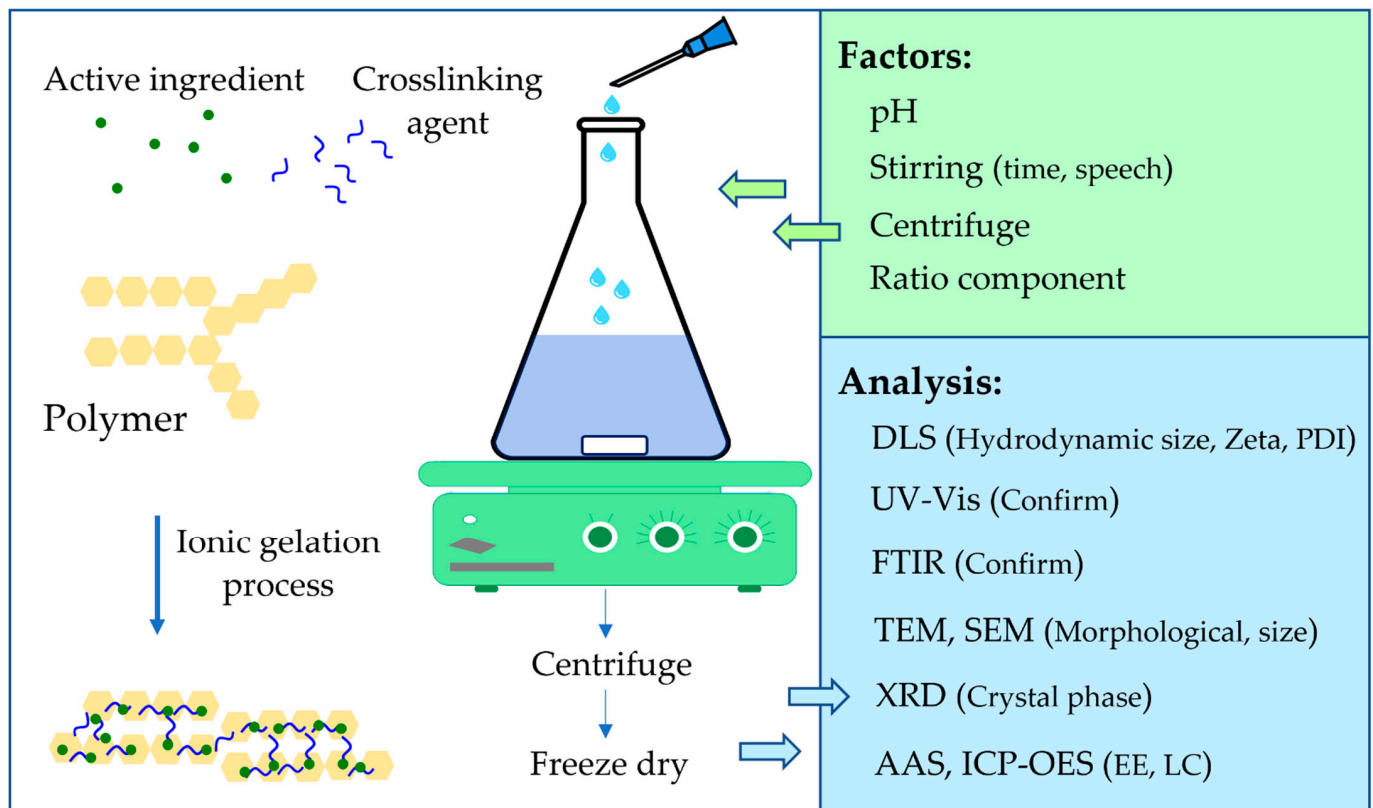 Active ingredient
Crosslinking
agent
Polymer
Ionic gelation
process
Centrifuge
Freeze dry
Factors:
pH
Stirring (time, speech)
Centrifuge
Ratio component
Analysis:
DLS (Hydrodynamic size, Zeta, PDI)
UV-Vis (Confirm)
FTIR (Confirm)
TEM, SEM (Morphological, size)
XRD (Crystal phase)
AAS, ICP-OES (EE, LC)